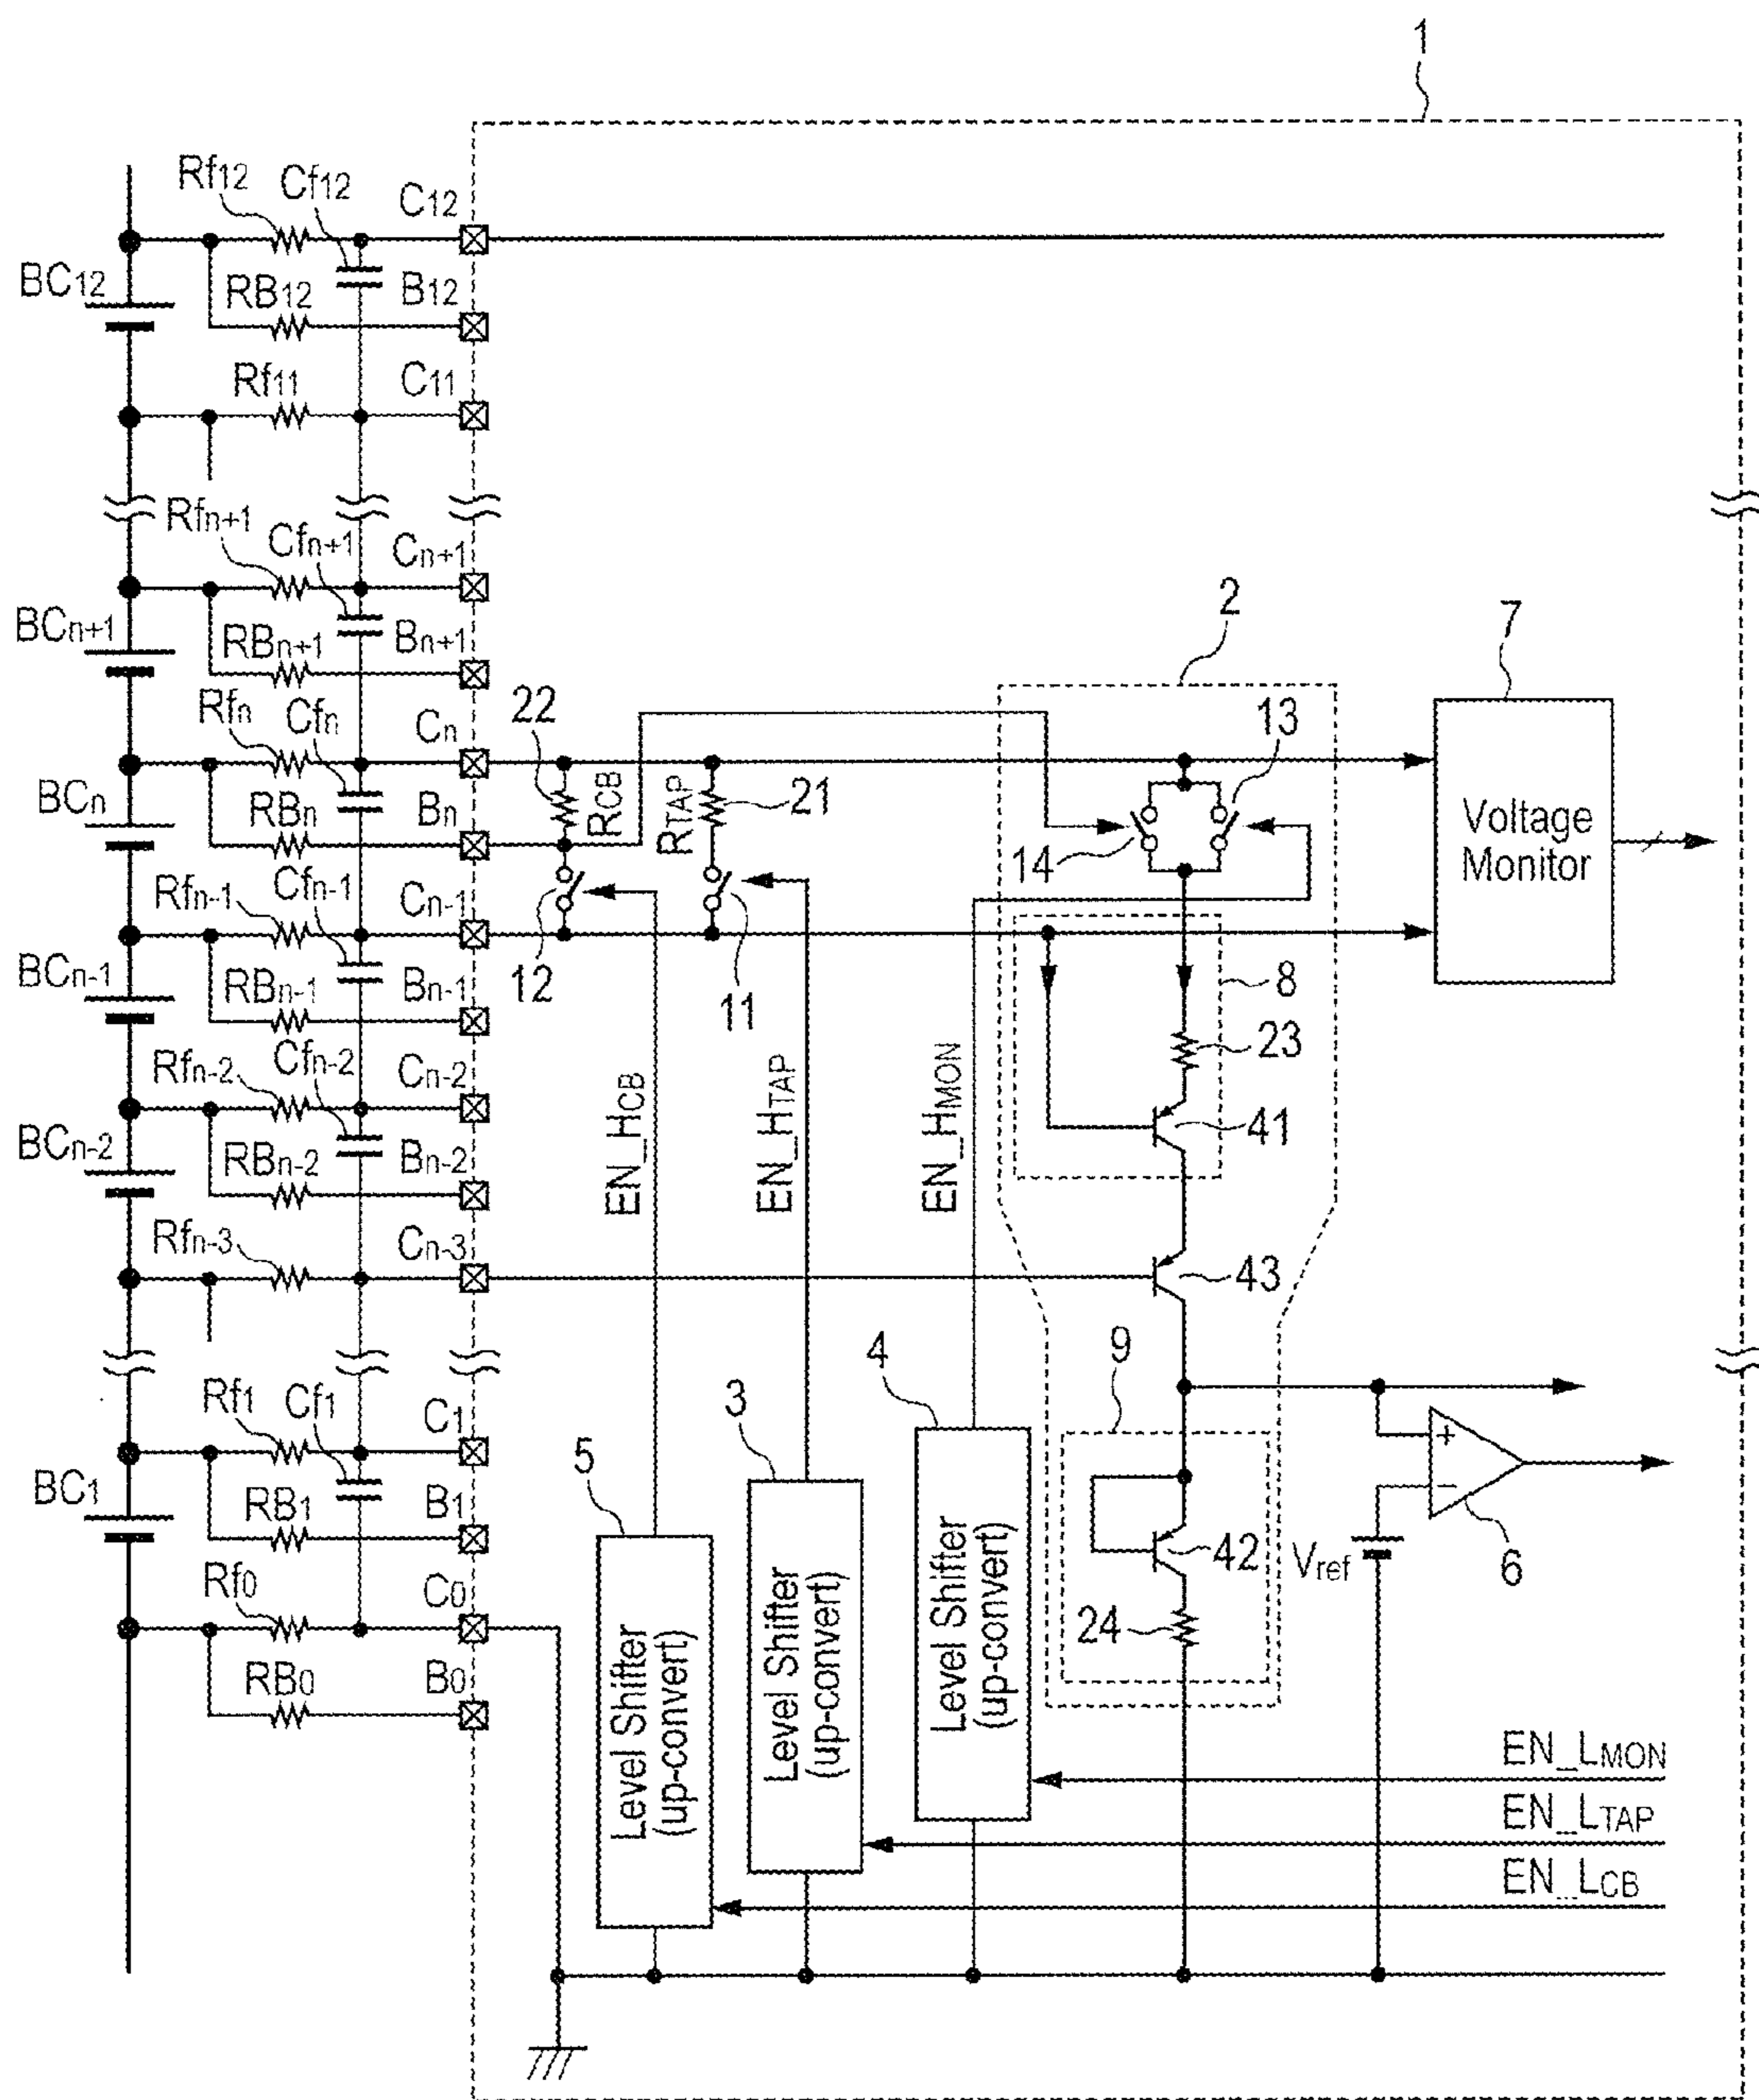 1
Rf12
Cf12
C12
BC12
RB12
B12
Rf11
C11
Rfn+1
Cfn+1
Cn+1
BCn+1
RBn+1
Bn+1
2
7
Rfn
Cfn
Cn
22
13
BCn
RBn
Bn
RCB
RTAP
21
14
Voltage
Monitor
Rfn-1
Cfn-1
Cn-1
12
11
BCn-1
RBn-1
Bn-1
8
23
Rfn-2
Cfn-2
Cn-2
41
BCn-2
RBn-2
Bn-2
EN_HCB
EN_HTAP
EN_HMON
Rfn-3
Cn-3
43
9
4
3
5
Rf1
Cf1
C1
BC1
RB1
B1
+
−
6
Vref
42
24
Rf0
C0
RB0
B0
Level Shifter
(up-convert)
Level Shifter
(up-convert)
Level Shifter
(up-convert)
EN_LMON
EN_LTAP
EN_LCB